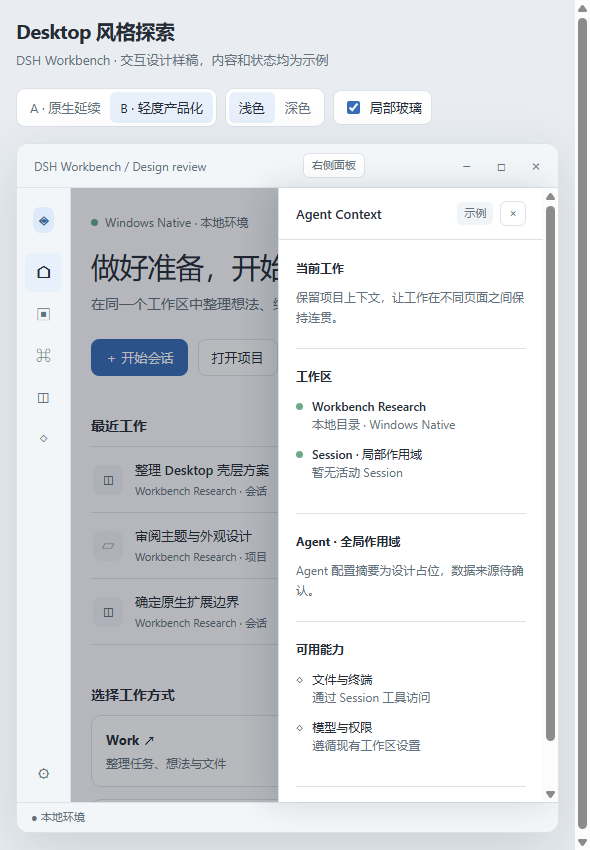 Desktop 风格探索
DSH Workbench · 交互设计样稿，内容和状态均为示例
A · 原生延续
B · 轻度产品化
浅色
深色
局部玻璃
DSH Workbench / Design review
右侧面板
Windows Native · 本地环境
做好准备，开始
在同一个工作区中整理想法、
+ 开始会话
打开项目
最近工作
整理 Desktop 壳层方案
Workbench Research · 会话
审阅主题与外观设计
Workbench Research · 项目
确定原生扩展边界
Workbench Research · 会话
选择工作方式
Work ↗
整理任务、想法与文件
Agent Context
示例
×
当前工作
保留项目上下文，让工作在不同页面之间保
持连贯。
工作区
Workbench Research
本地目录 · Windows Native
Session · 局部作用域
暂无活动 Session
Agent · 全局作用域
Agent 配置摘要为设计占位，数据来源待确
认。
可用能力
文件与终端
通过 Session 工具访问
模型与权限
遵循现有工作区设置
本地环境